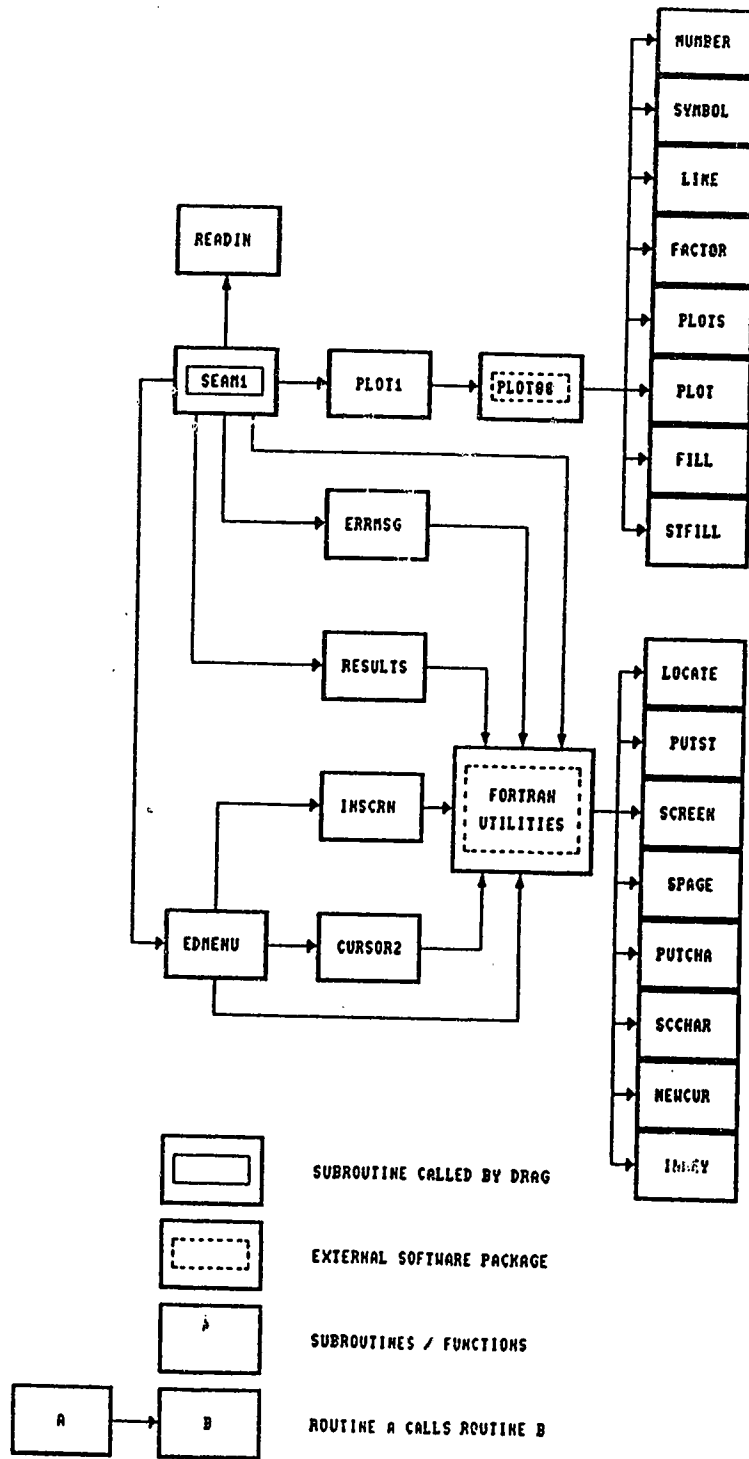 NUMBER
SYMBOL
LINE
FACTOR
PLOTS
PLOT
FILL
STFILL
READIN
SEAM1
PLOT1
PLOT88
ERRMSG
RESULTS
INSCRN
EDMENU
CURSOR2
FORTRAN
UTILITIES
LOCATE
PUTST
SCREEN
SPAGE
PUTCHA
SCCHAR
NEWCUR
SUBROUTINE CALLED BY DRAG
EXTERNAL SOFTWARE PACKAGE
SUBROUTINES / FUNCTIONS
A
B
ROUTINE A CALLS ROUTINE B